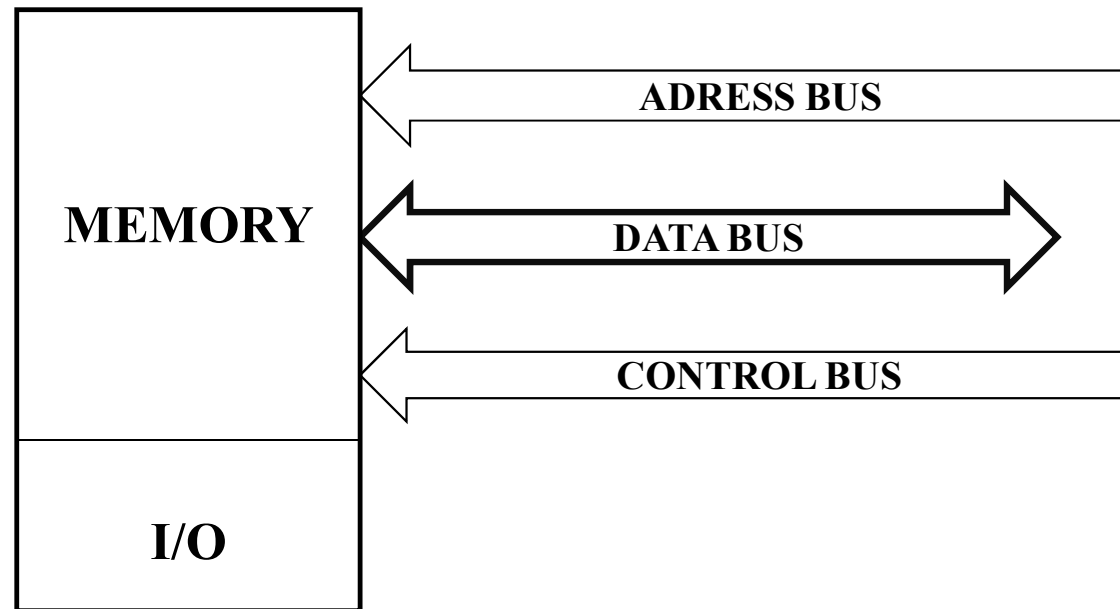 ADRESS BUS
MEMORY
DATA BUS
CONTROL BUS
I/O